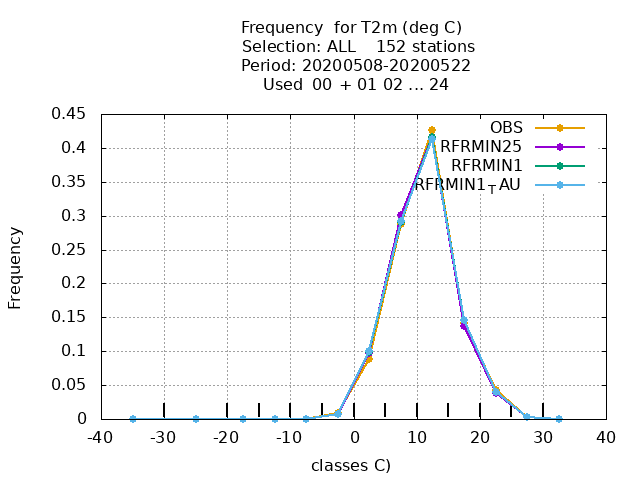 Frequency  for T2m (deg C)
Selection: ALL    152 stations
Period: 20200508-20200522
Used  00  + 01 02 ... 24
0.45
0.4
0.35
0.3
0.25
0.2
0.15
0.1
0.05
0
Frequency
OBS
RFRMIN25
RFRMIN1
RFRMIN1_TAU
-40 -30 -20 -10 0 10 20 30 40
classes C)